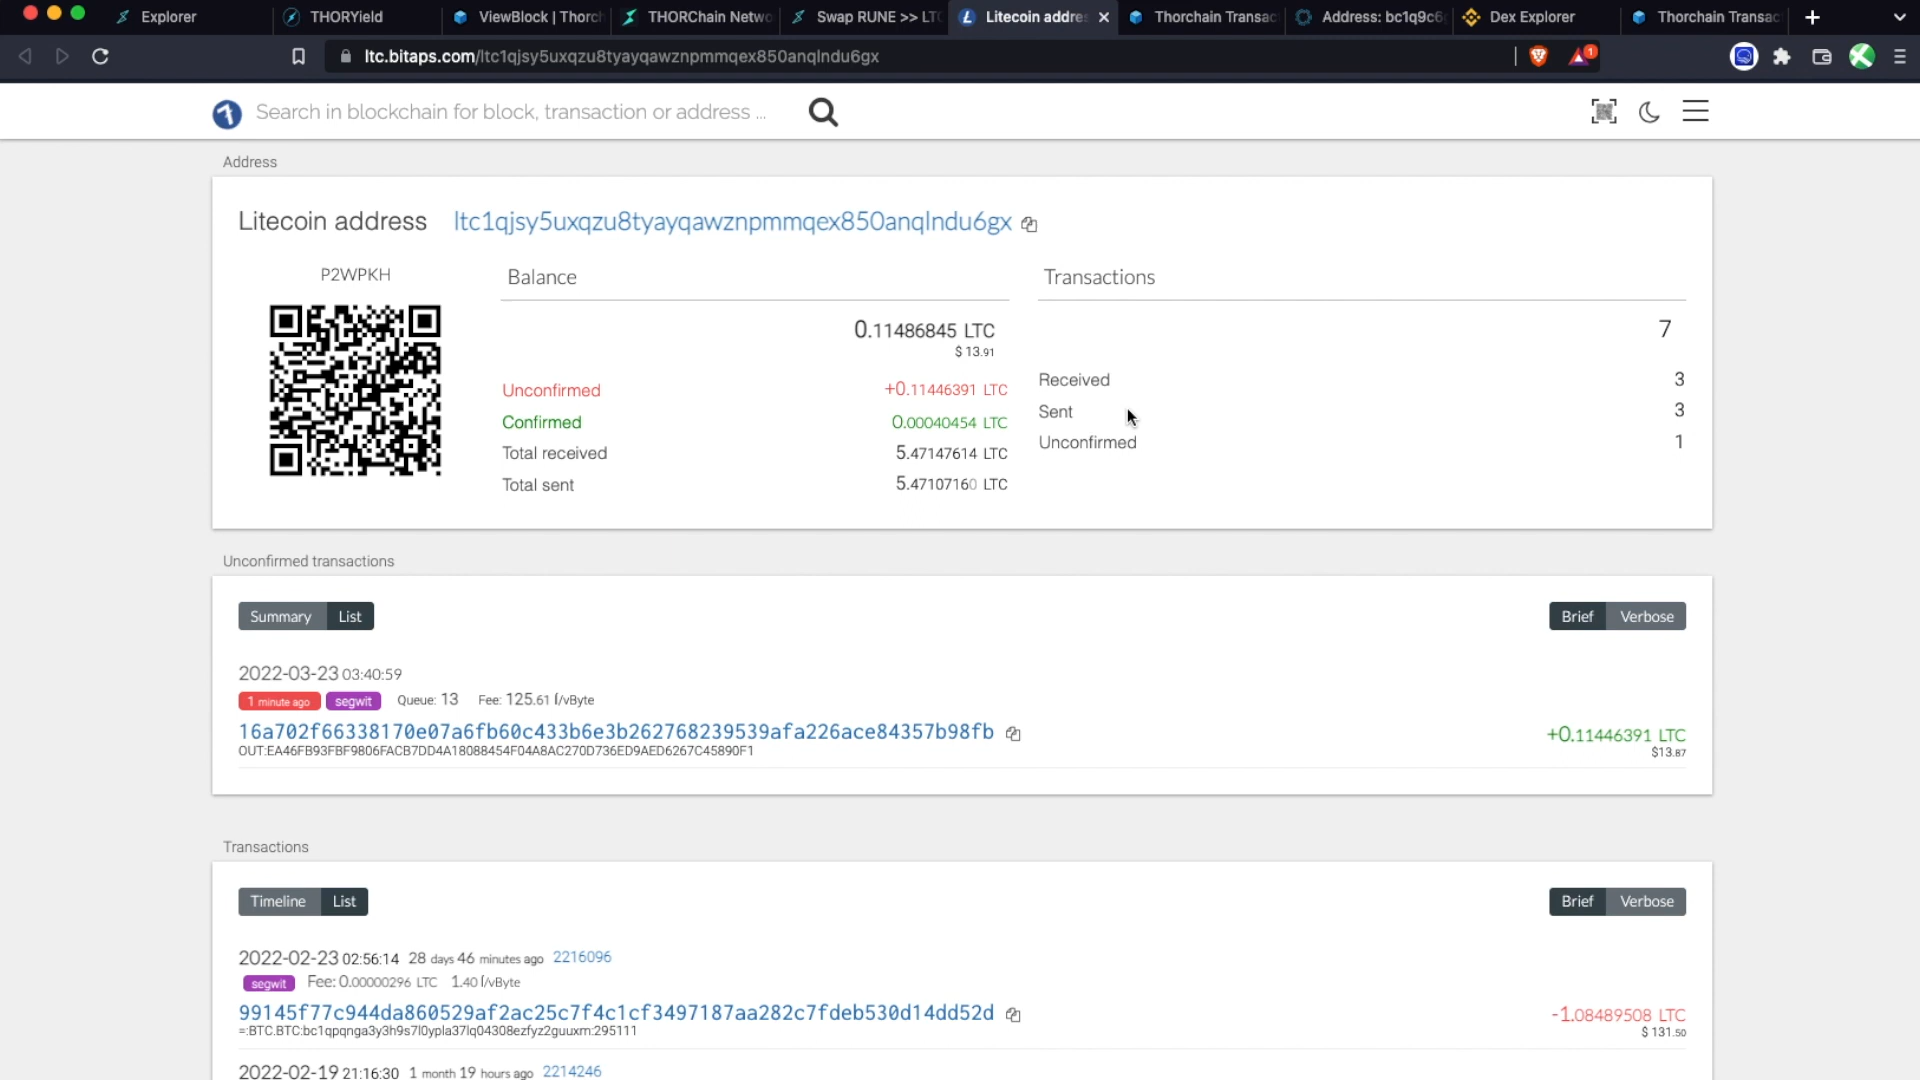 Explorer
THORYield
ViewBlock | Thorch
THORChain Netwo
Swap RUNE >> LTC
Litecoin addre
Thorchain Transac
Address: bc1q9c6
Dex Explorer
Thorchain Transac
ltc.bitaps.com/ltc1qjsy5uxqzu8tyayqawznpmmqex850anqlndu6gx
1
Search in blockchain for block, transaction or address ...
Address
Litecoin address ltc1qjsy5uxqzu8tyayqawznpmmqex850anqlndu6gx
P2WPKH
Balance
0.11486845 LTC
$ 13.91
Unconfirmed +0.11446391 LTC
Confirmed 0.00040454 LTC
Total received 5.47147614 LTC
Total sent 5.47107160 LTC
Transactions
7
Received 3
Sent 3
Unconfirmed 1
Unconfirmed transactions
Summary List
Brief Verbose
2022-03-23 03:40:59
1 minute ago segwit Queue: 13 Fee: 125.61 ſ/vByte
16a702f66338170e07a6fb60c433b6e3b262768239539afa226ace84357b98fb
+0.11446391 LTC
OUT:EA46FB93FBF9806FACB7DD4A18088454F04A8AC270D736ED9AED6267C45890F1
$13.87
Transactions
Timeline List
Brief Verbose
2022-02-23 02:56:14 28 days 46 minutes ago 2216096
segwit Fee: 0.00000296 LTC 1.40 ſ/vByte
99145f77c944da860529af2ac25c7f4c1cf3497187aa282c7fdeb530d14dd52d
-1.08489508 LTC
=:BTC.BTC:bc1qpqnga3y3h9s7l0ypla37lq04308ezfyz2guuxm:295111
$ 131.50
2022-02-19 21:16:30 1 month 19 hours ago 2214246